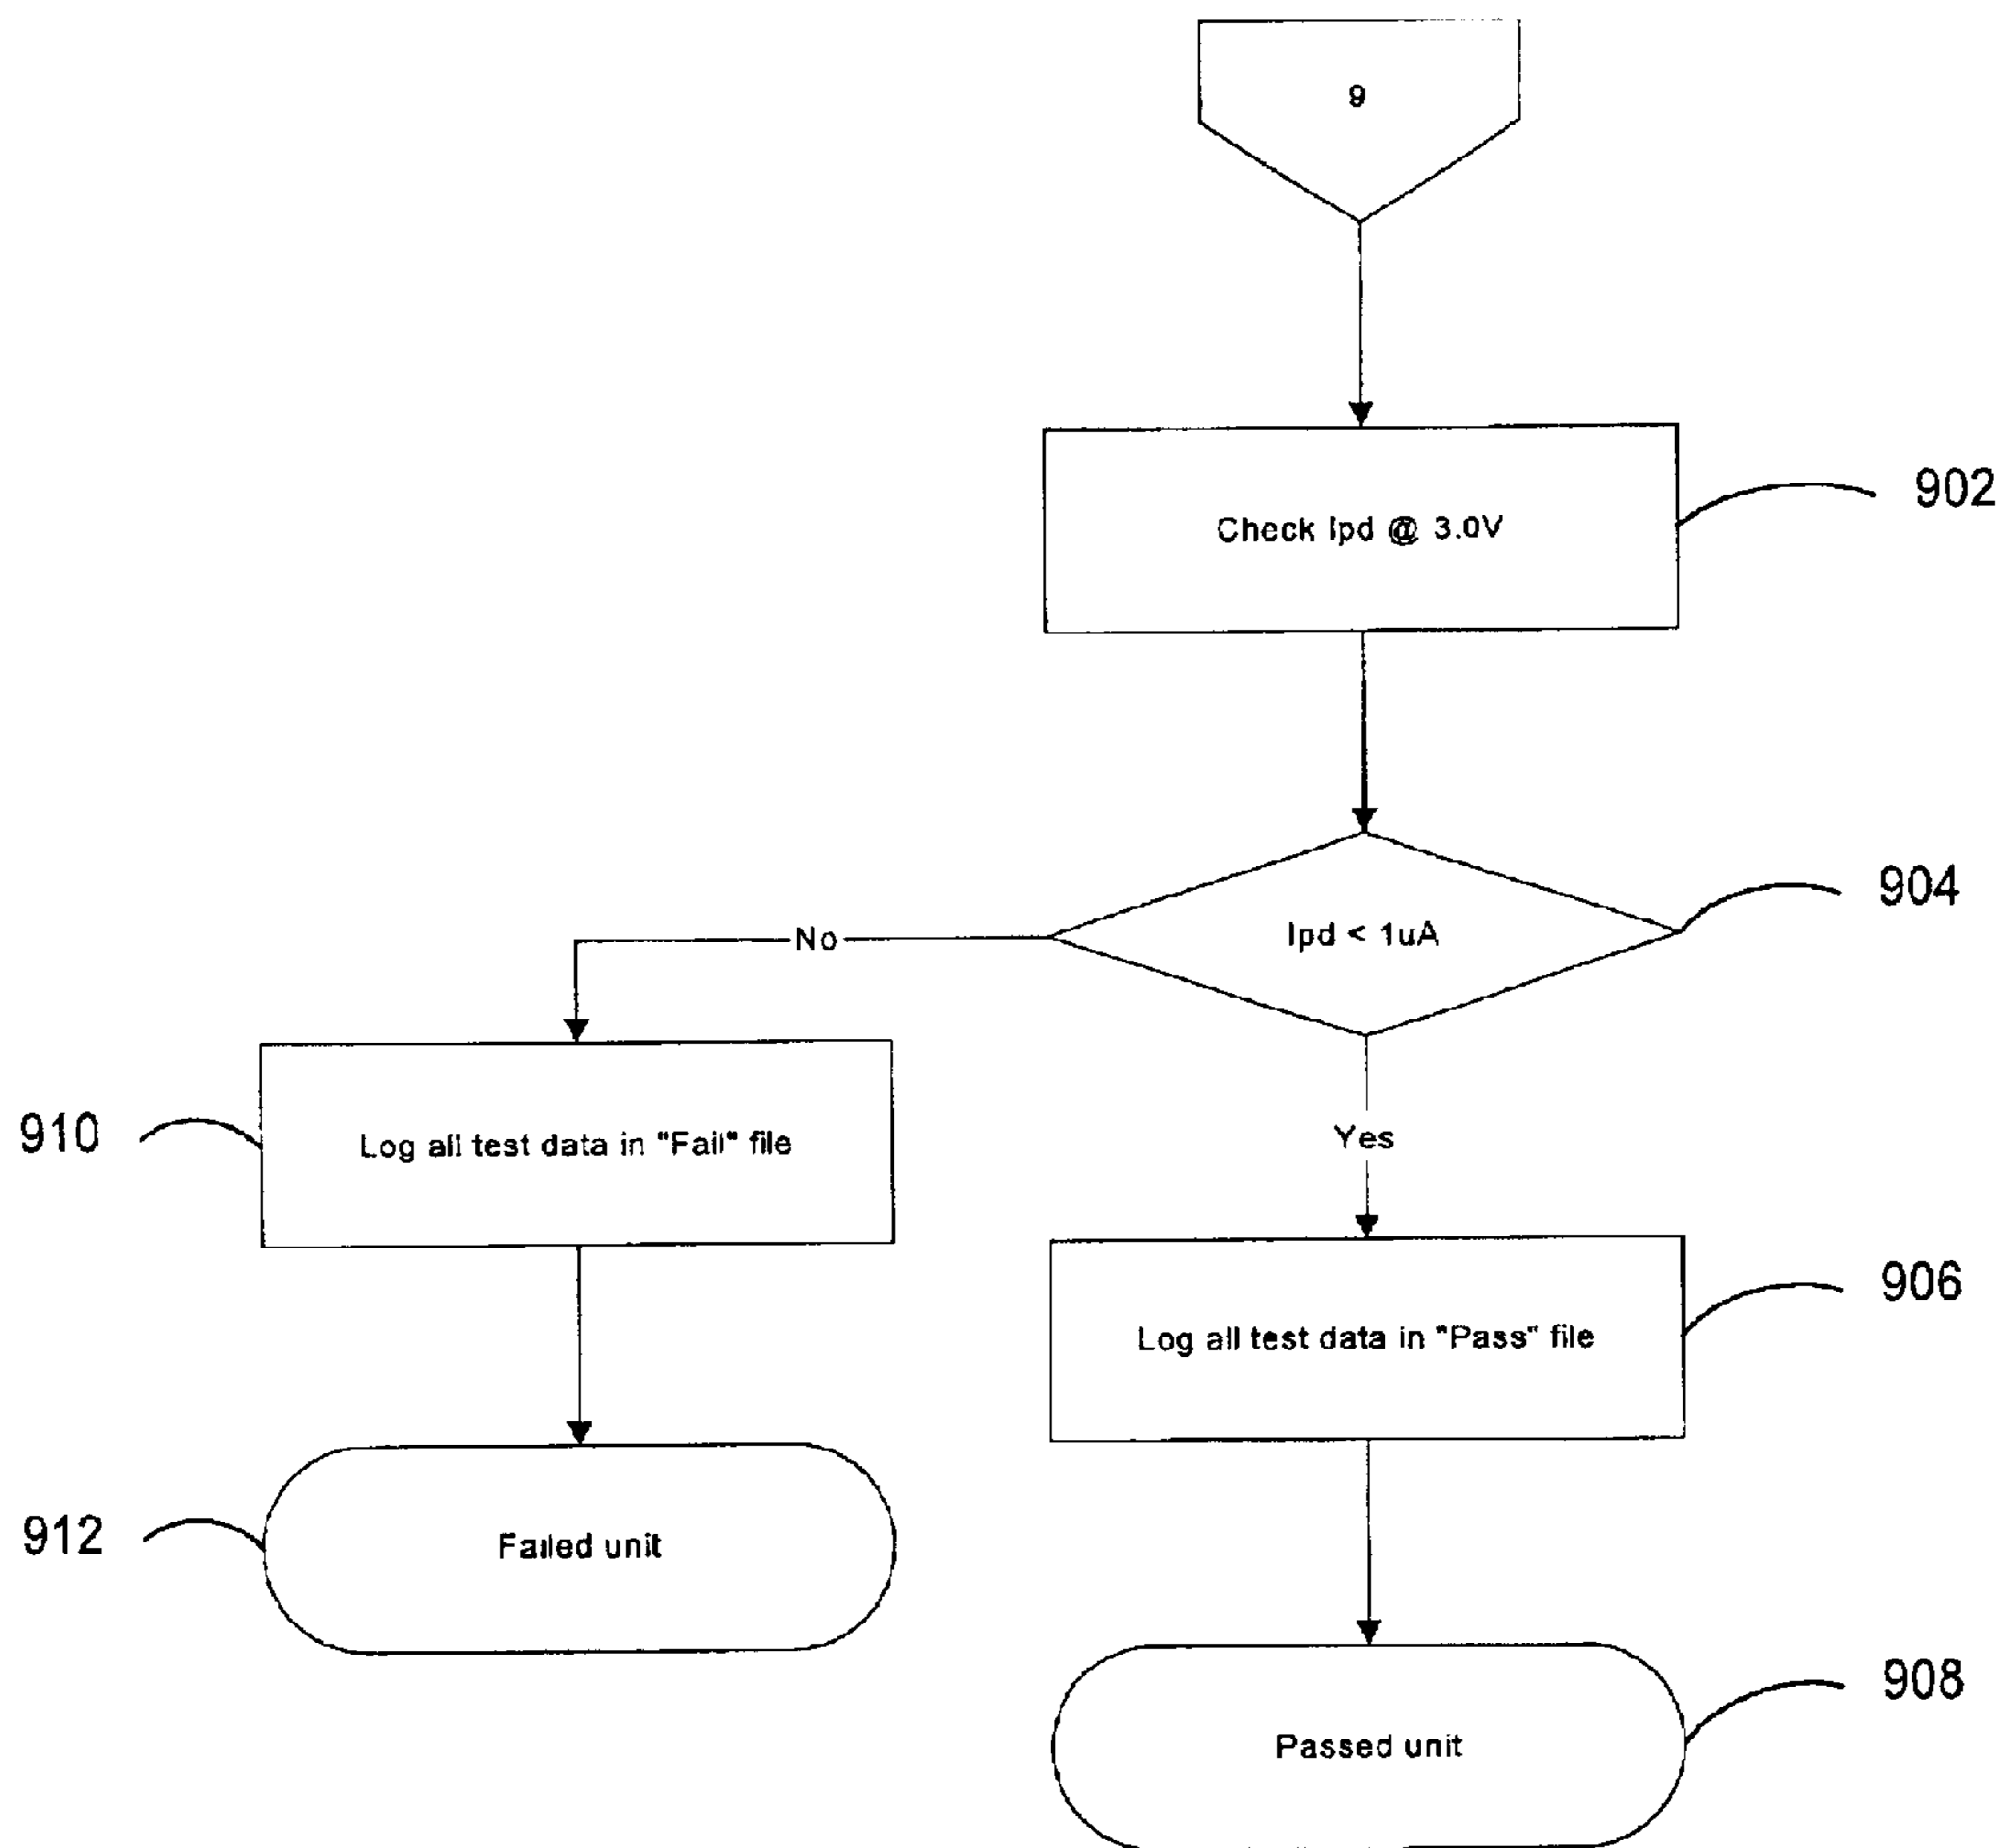 9
Check Ipd @ 3.0V
902
Ipd < 1uA
904
No
Yes
910
Log all test data in "Fail" file
Log all test data in "Pass" file
906
912
Failed unit
Passed unit
908